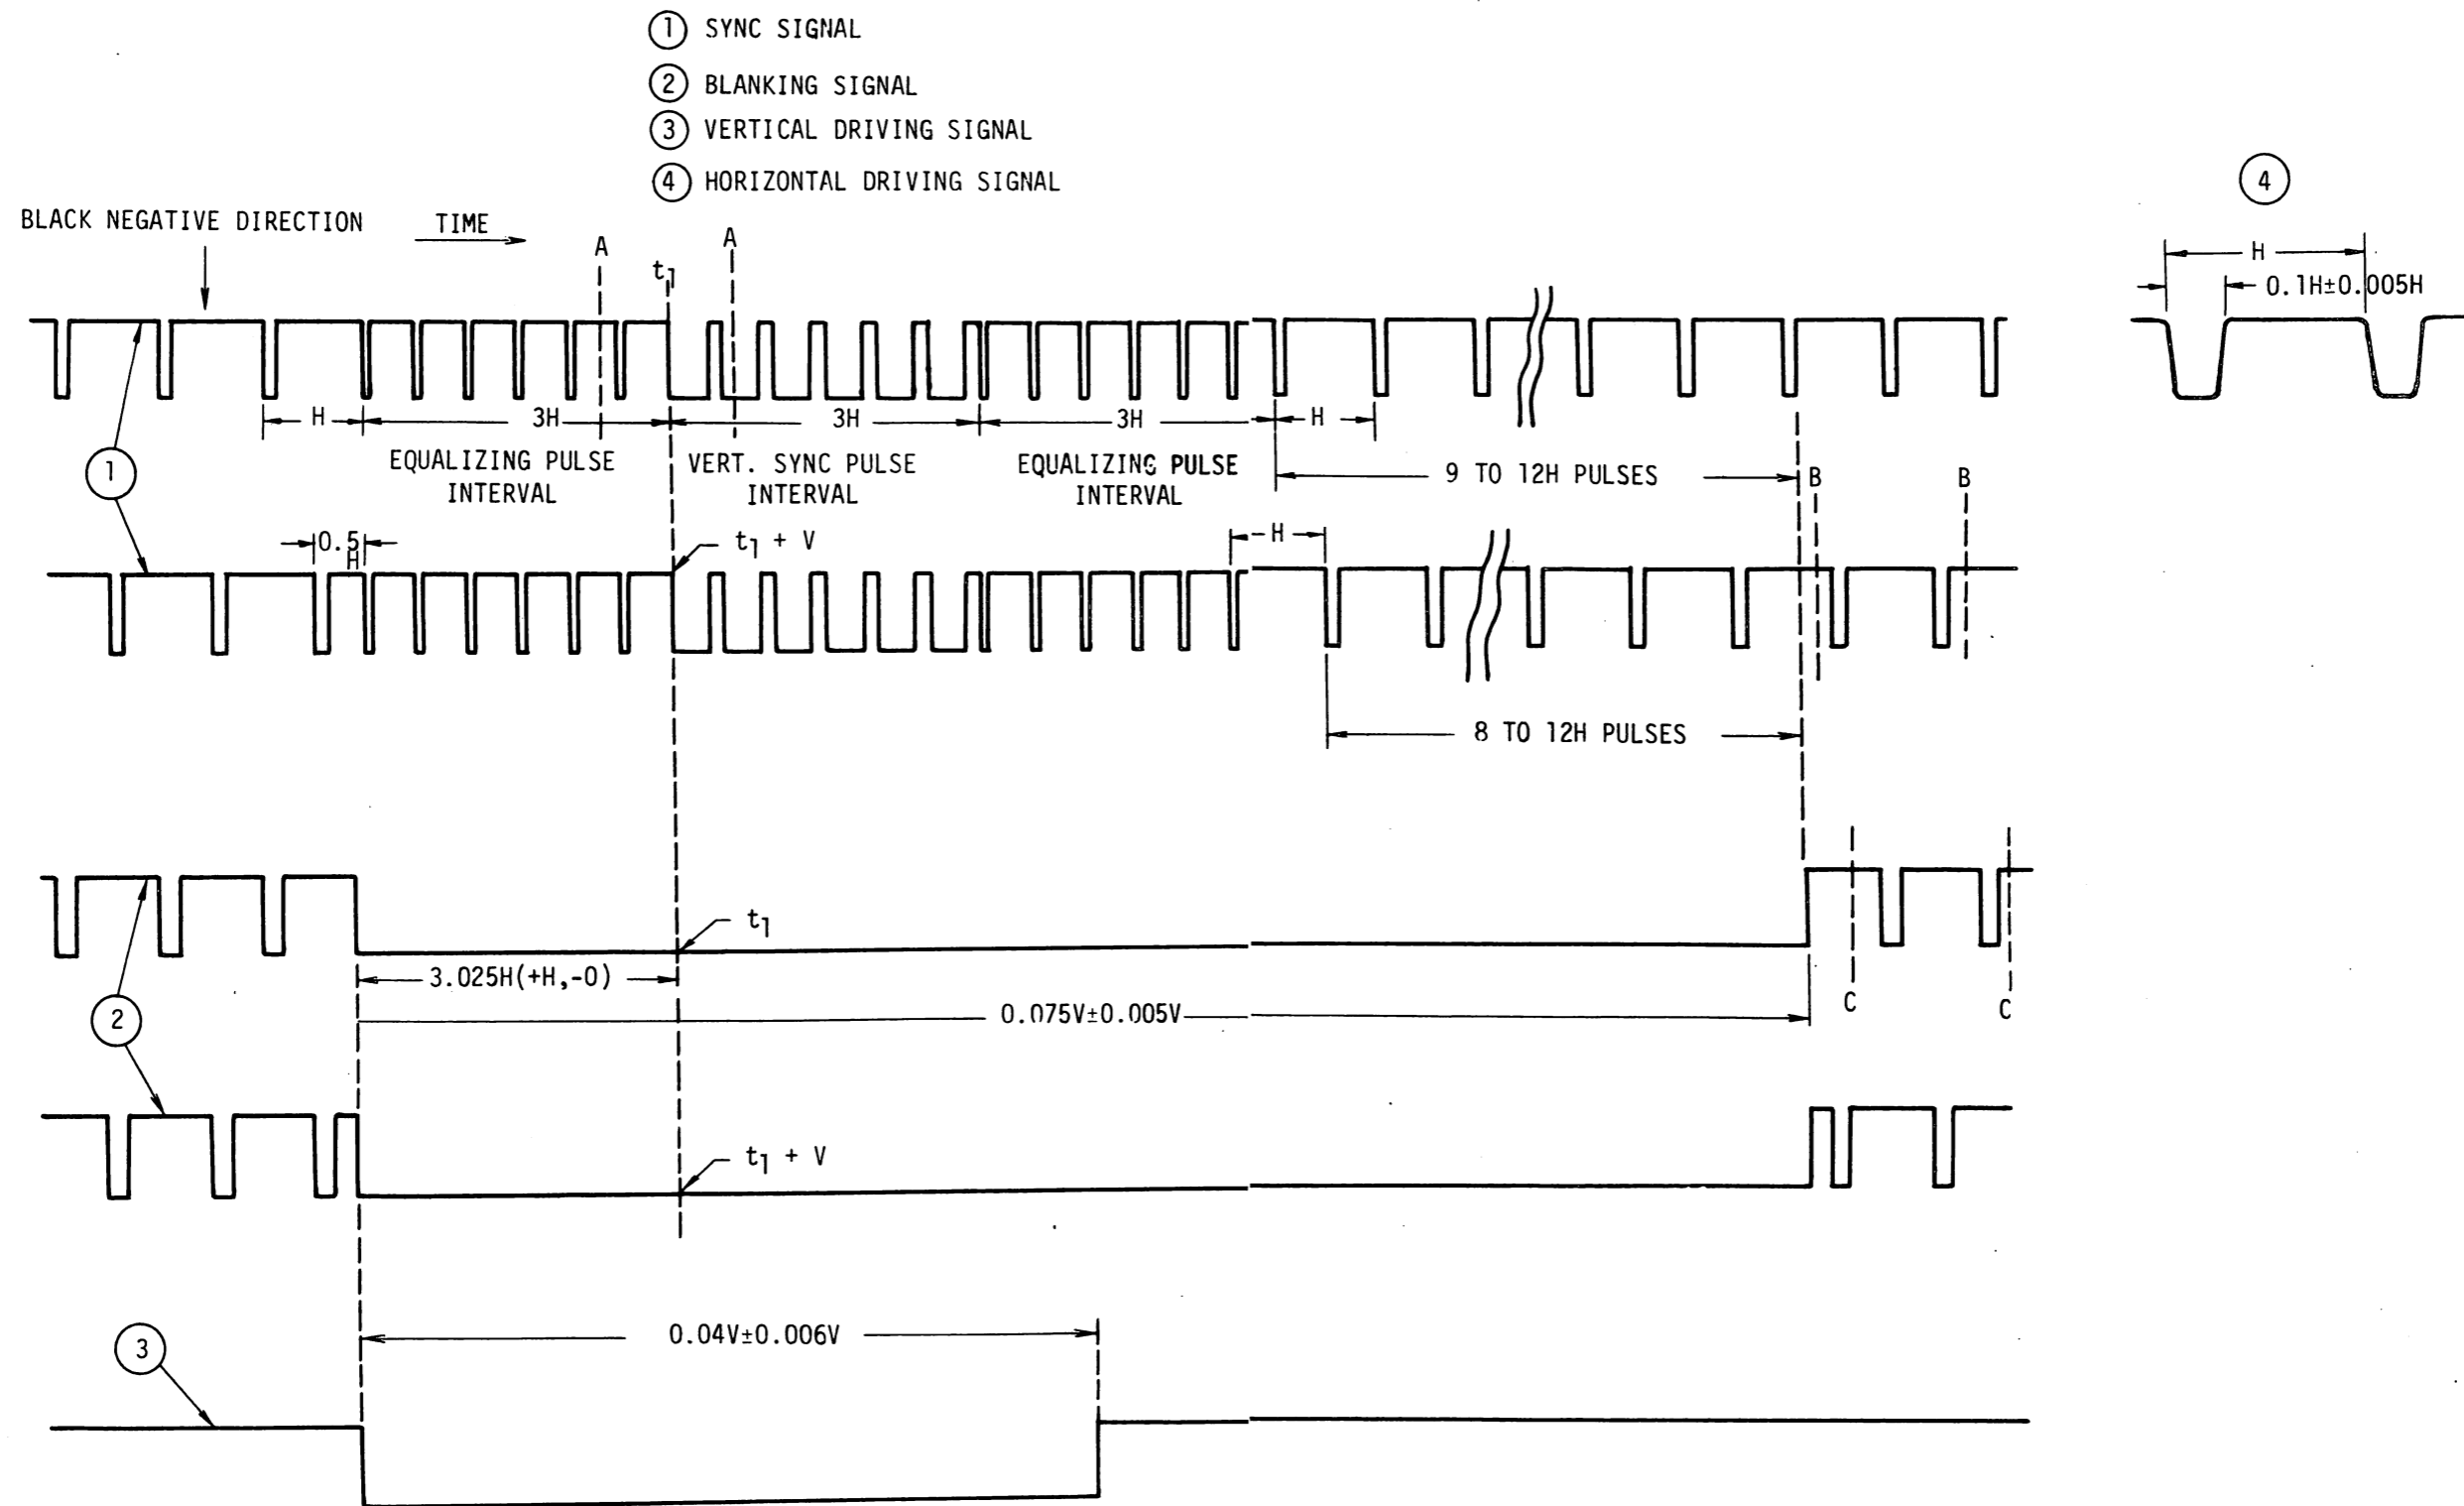 1 SYNC SIGNAL
2 BLANKING SIGNAL
3 VERTICAL DRIVING SIGNAL
4 HORIZONTAL DRIVING SIGNAL
4
BLACK NEGATIVE DIRECTION
TIME
A
t1
A
H
0.1H±0.005H
H
3H
3H
3H
H
EQUALIZING PULSE
INTERVAL
VERT. SYNC PULSE
INTERVAL
EQUALIZING PULSE
INTERVAL
9 TO 12H PULSES
B
B
1
0.5
H
t1 + V
H
8 TO 12H PULSES
t1
3.025H(+H,-0)
0.075V±0.005V
C
C
2
t1 + V
0.04V±0.006V
3